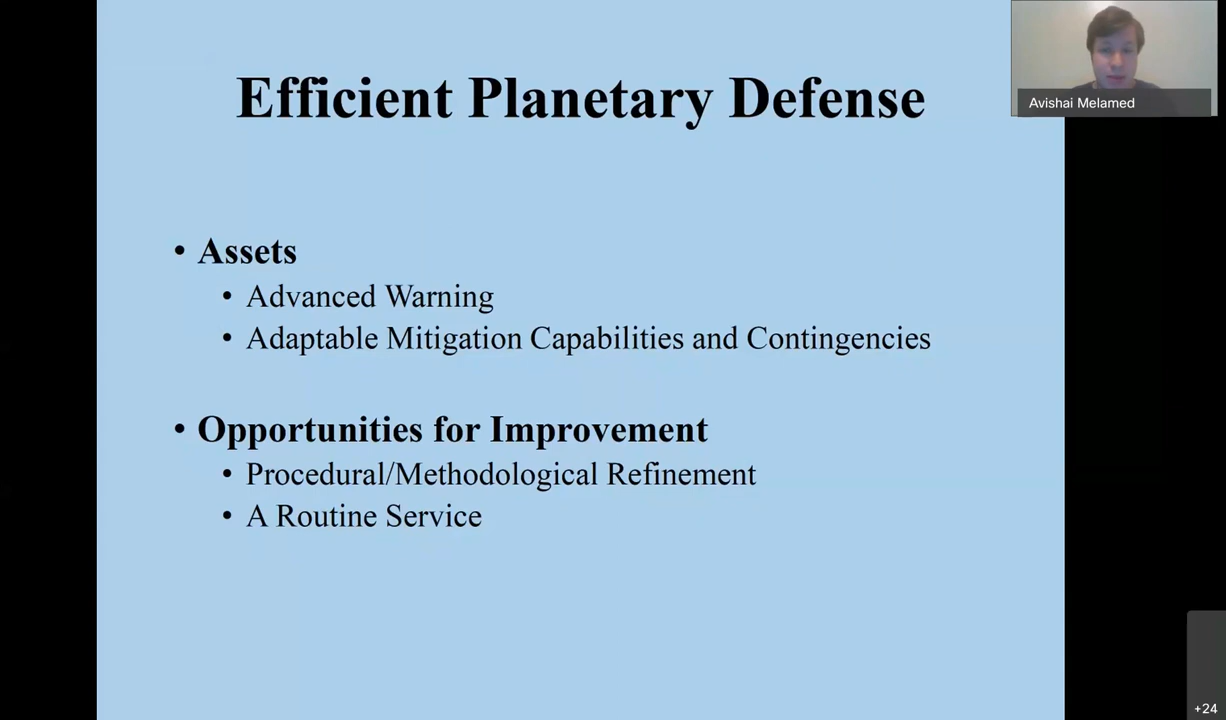 Efficient Planetary Defense
Avishai Melamed
• Assets
• Advanced Warning
• Adaptable Mitigation Capabilities and Contingencies
• Opportunities for Improvement
• Procedural/Methodological Refinement
• A Routine Service
+24